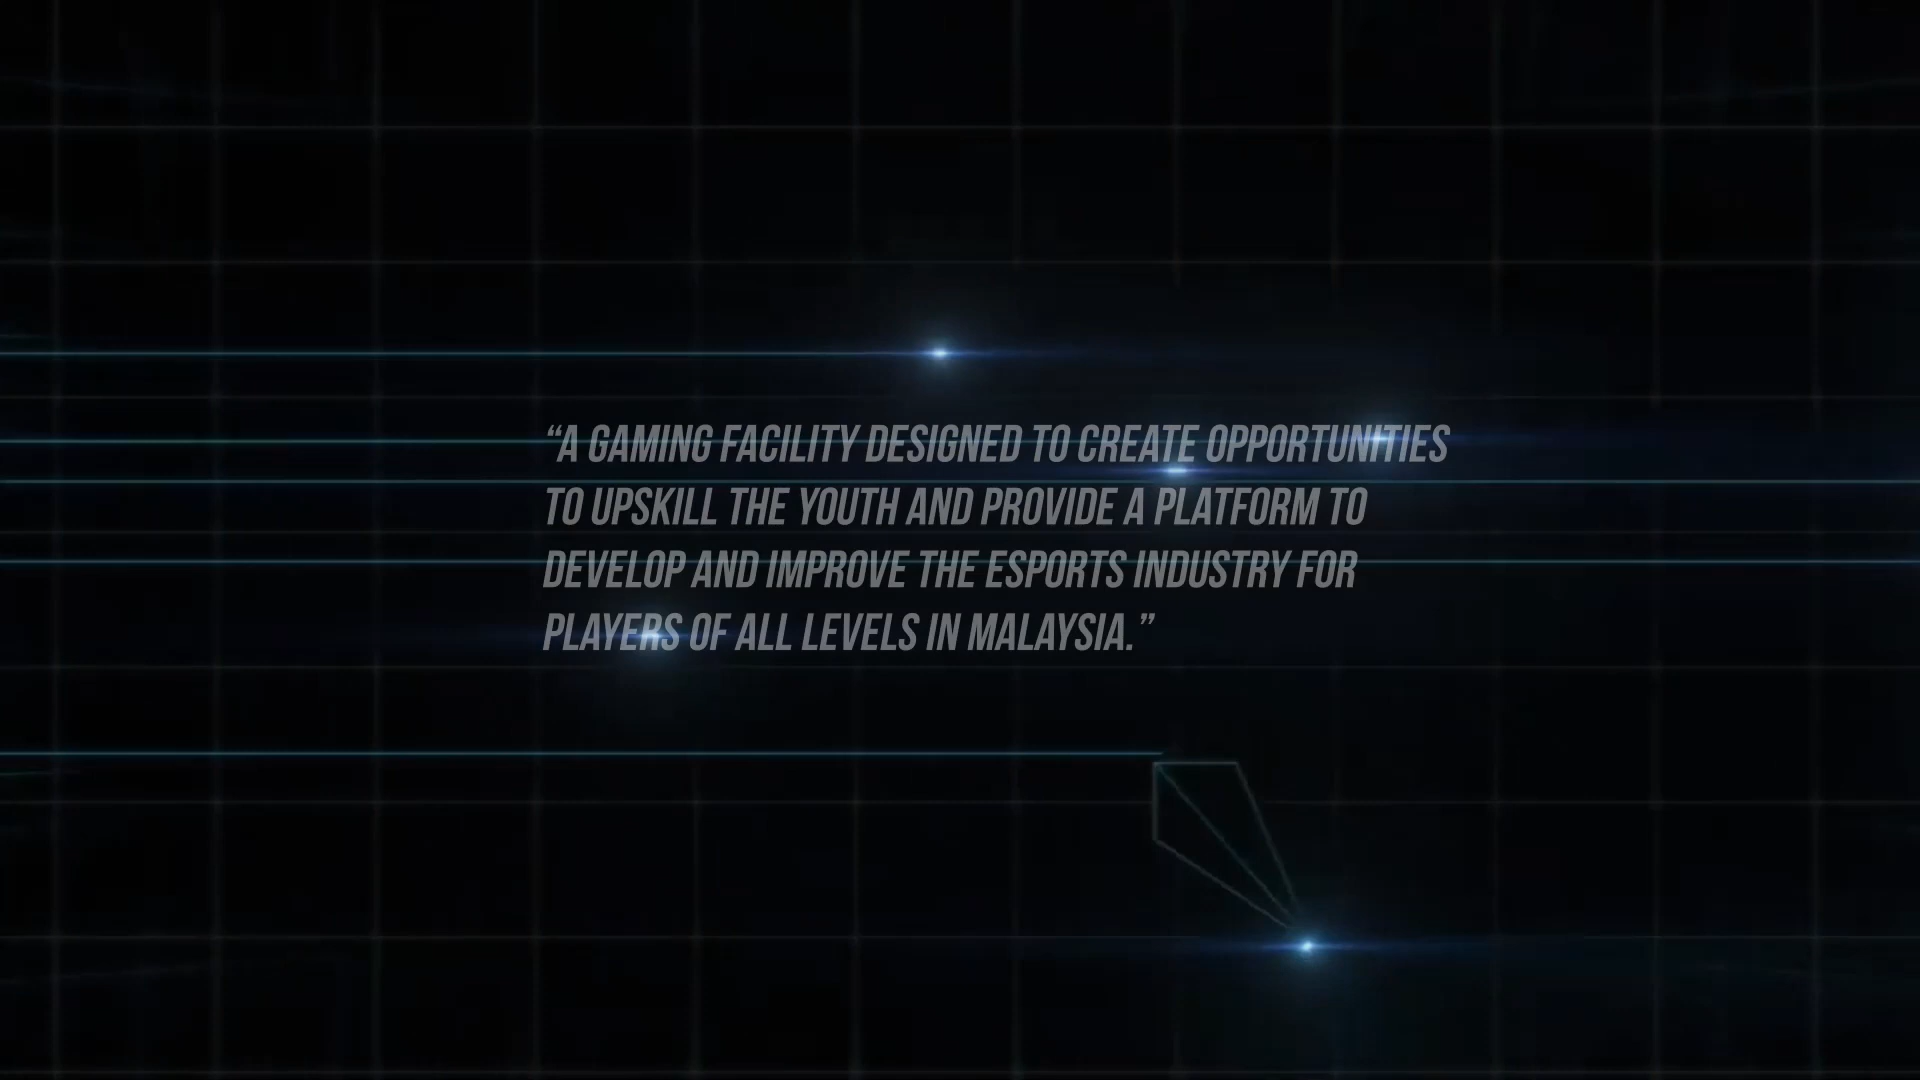 “A GAMING FACILITY DESIGNED TO CREATE OPPORTUNITIES
TO UPSKILL THE YOUTH AND PROVIDE A PLATFORM TO
DEVELOP AND IMPROVE THE ESPORTS INDUSTRY FOR
PLAYERS OF ALL LEVELS IN MALAYSIA.”